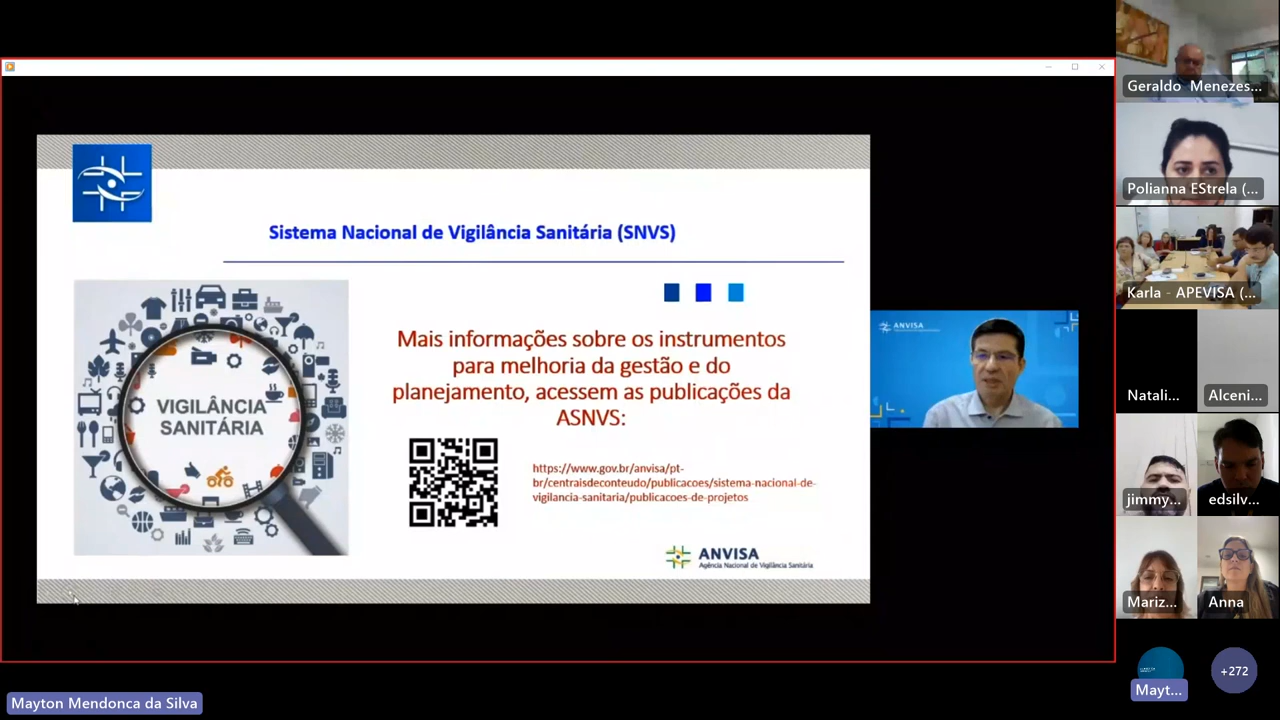 Sistema Nacional de Vigilância Sanitária (SNVS)
VIGILÂNCIA
SANITÁRIA
Mais informações sobre os instrumentos
para melhoria da gestão e do
planejamento, acessem as publicações da
ASNVS:
https://www.gov.br/anvisa/pt-
br/centraisdeconteudo/publicacoes/sistema-nacional-de-
vigilancia-sanitaria/publicacoes-de-projetos
ANVISA
Agência Nacional de Vigilância Sanitária
ANVISA
Geraldo Menezes...
Polianna EStrela (...
Karla - APEVISA (...
Natali...
Alceni...
jimmy...
edsilv...
Mariz...
Anna
Mayt...
+272
Mayton Mendonca da Silva